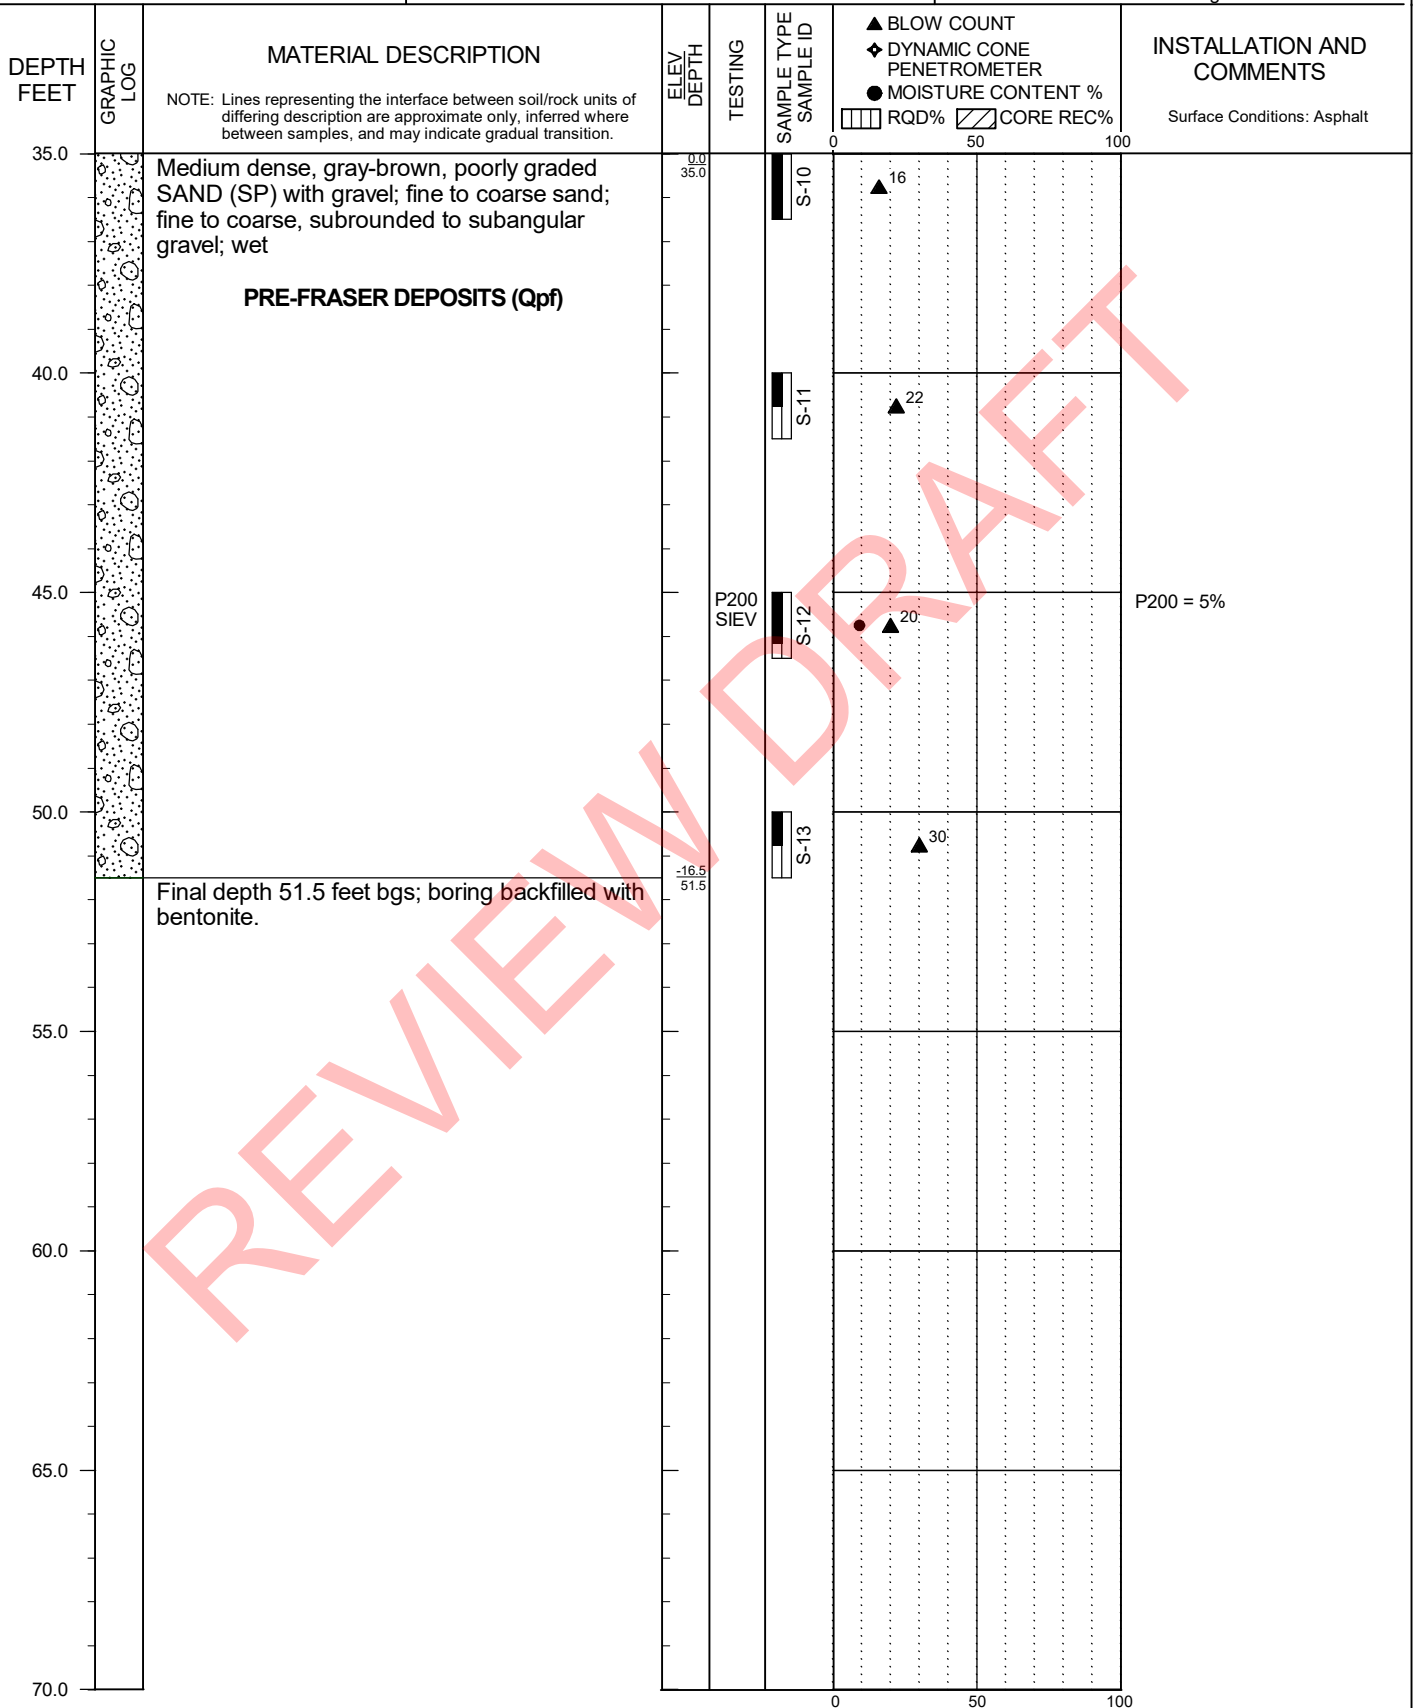 DEPTH
FEET
GRAPHIC
LOG
MATERIAL DESCRIPTION
NOTE: Lines representing the interface between soil/rock units of
differing description are approximate only, inferred where
between samples, and may indicate gradual transition.
ELEV
DEPTH
TESTING
SAMPLE TYPE
SAMPLE ID
▲ BLOW COUNT
DYNAMIC CONE
PENETROMETER
● MOISTURE CONTENT %
RQD% CORE REC%
0 50 100
INSTALLATION AND
COMMENTS
Surface Conditions: Asphalt
35.0
Medium dense, gray-brown, poorly graded
SAND (SP) with gravel; fine to coarse sand;
fine to coarse, subrounded to subangular
gravel; wet
PRE-FRASER DEPOSITS (Qpf)
0.0
35.0
S-10
16
40.0
S-11
22
45.0
P200
SIEV
S-12
20
P200 = 5%
50.0
S-13
30
-16.5
51.5
Final depth 51.5 feet bgs; boring backfilled with
bentonite.
55.0
60.0
65.0
70.0
0 50 100
REVIEW DRAFT